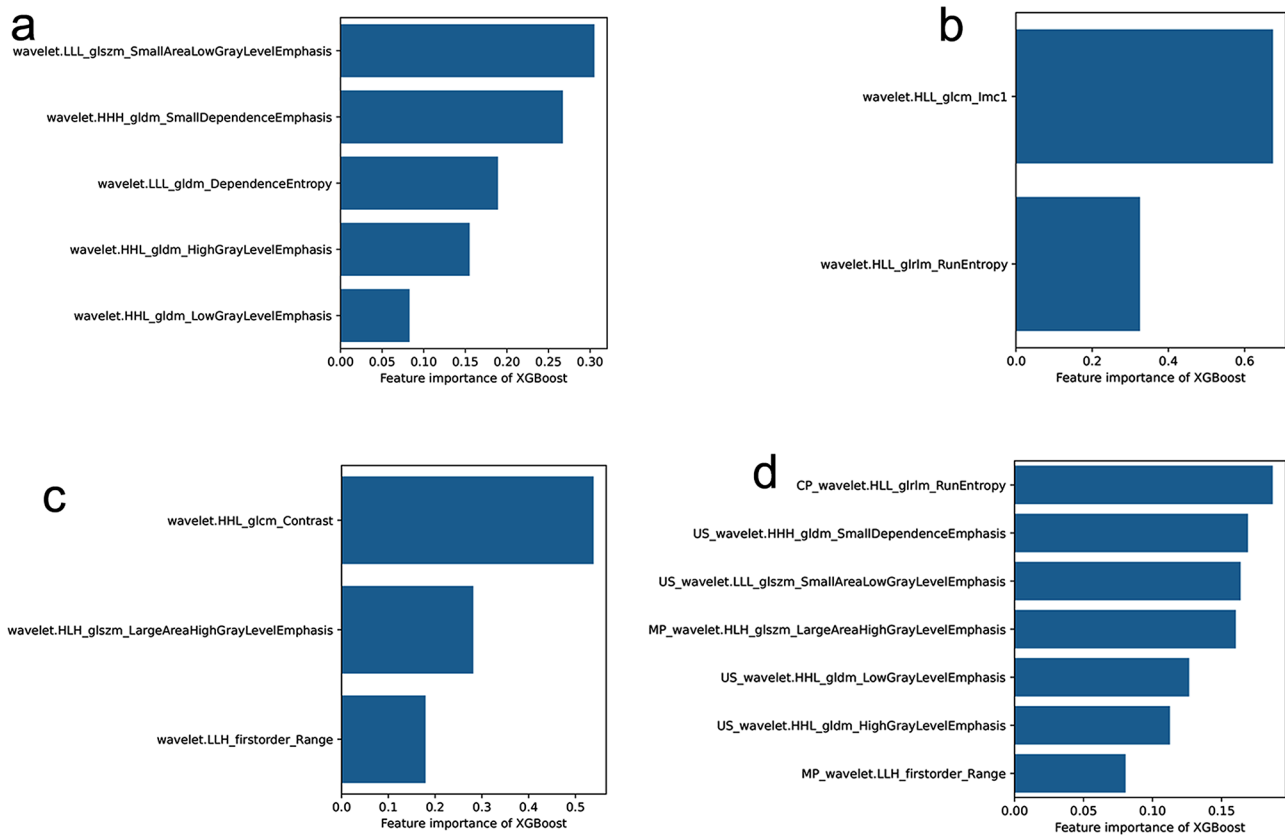 a
wavelet.LLL_glszm_SmallAreaLowGrayLevelEmphasis
wavelet.HHH_gldm_SmallDependenceEmphasis
wavelet.LLL_gldm_DependenceEntropy
wavelet.HHL_gldm_HighGrayLevelEmphasis
wavelet.HHL_gldm_LowGrayLevelEmphasis
0.00 0.05 0.10 0.15 0.20 0.25 0.30
Feature importance of XGBoost
b
wavelet.HLL_glcm_Imc1
wavelet.HLL_glrlm_RunEntropy
0.0 0.2 0.4 0.6
Feature importance of XGBoost
c
wavelet.HHL_glcm_Contrast
wavelet.HLH_glszm_LargeAreaHighGrayLevelEmphasis
wavelet.LLH_firstorder_Range
0.0 0.1 0.2 0.3 0.4 0.5
Feature importance of XGBoost
d
CP_wavelet.HLL_glrlm_RunEntropy
US_wavelet.HHH_gldm_SmallDependenceEmphasis
US_wavelet.LLL_glszm_SmallAreaLowGrayLevelEmphasis
MP_wavelet.HLH_glszm_LargeAreaHighGrayLevelEmphasis
US_wavelet.HHL_gldm_LowGrayLevelEmphasis
US_wavelet.HHL_gldm_HighGrayLevelEmphasis
MP_wavelet.LLH_firstorder_Range
0.00 0.05 0.10 0.15
Feature importance of XGBoost